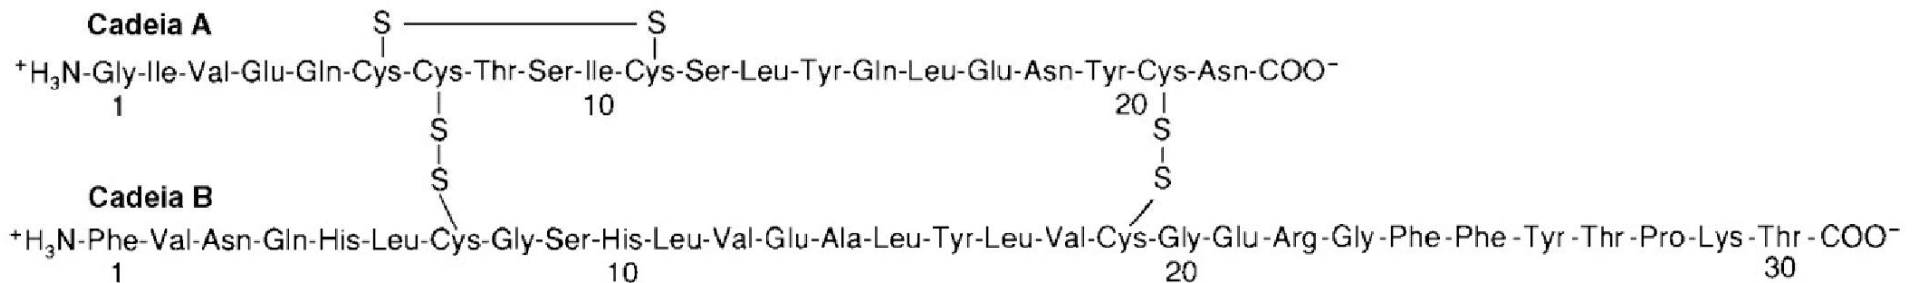 Cadeia A
S S
⁺H₃N-Gly-Ile-Val-Glu-Gln-Cys-Cys-Thr-Ser-Ile-Cys-Ser-Leu-Tyr-Gln-Leu-Glu-Asn-Tyr-Cys-Asn-COO⁻
1 10 20
S S
S S
Cadeia B
⁺H₃N-Phe-Val-Asn-Gln-His-Leu-Cys-Gly-Ser-His-Leu-Val-Glu-Ala-Leu-Tyr-Leu-Val-Cys-Gly-Glu-Arg-Gly-Phe-Phe-Tyr-Thr-Pro-Lys-Thr-COO⁻
1 10 20 30